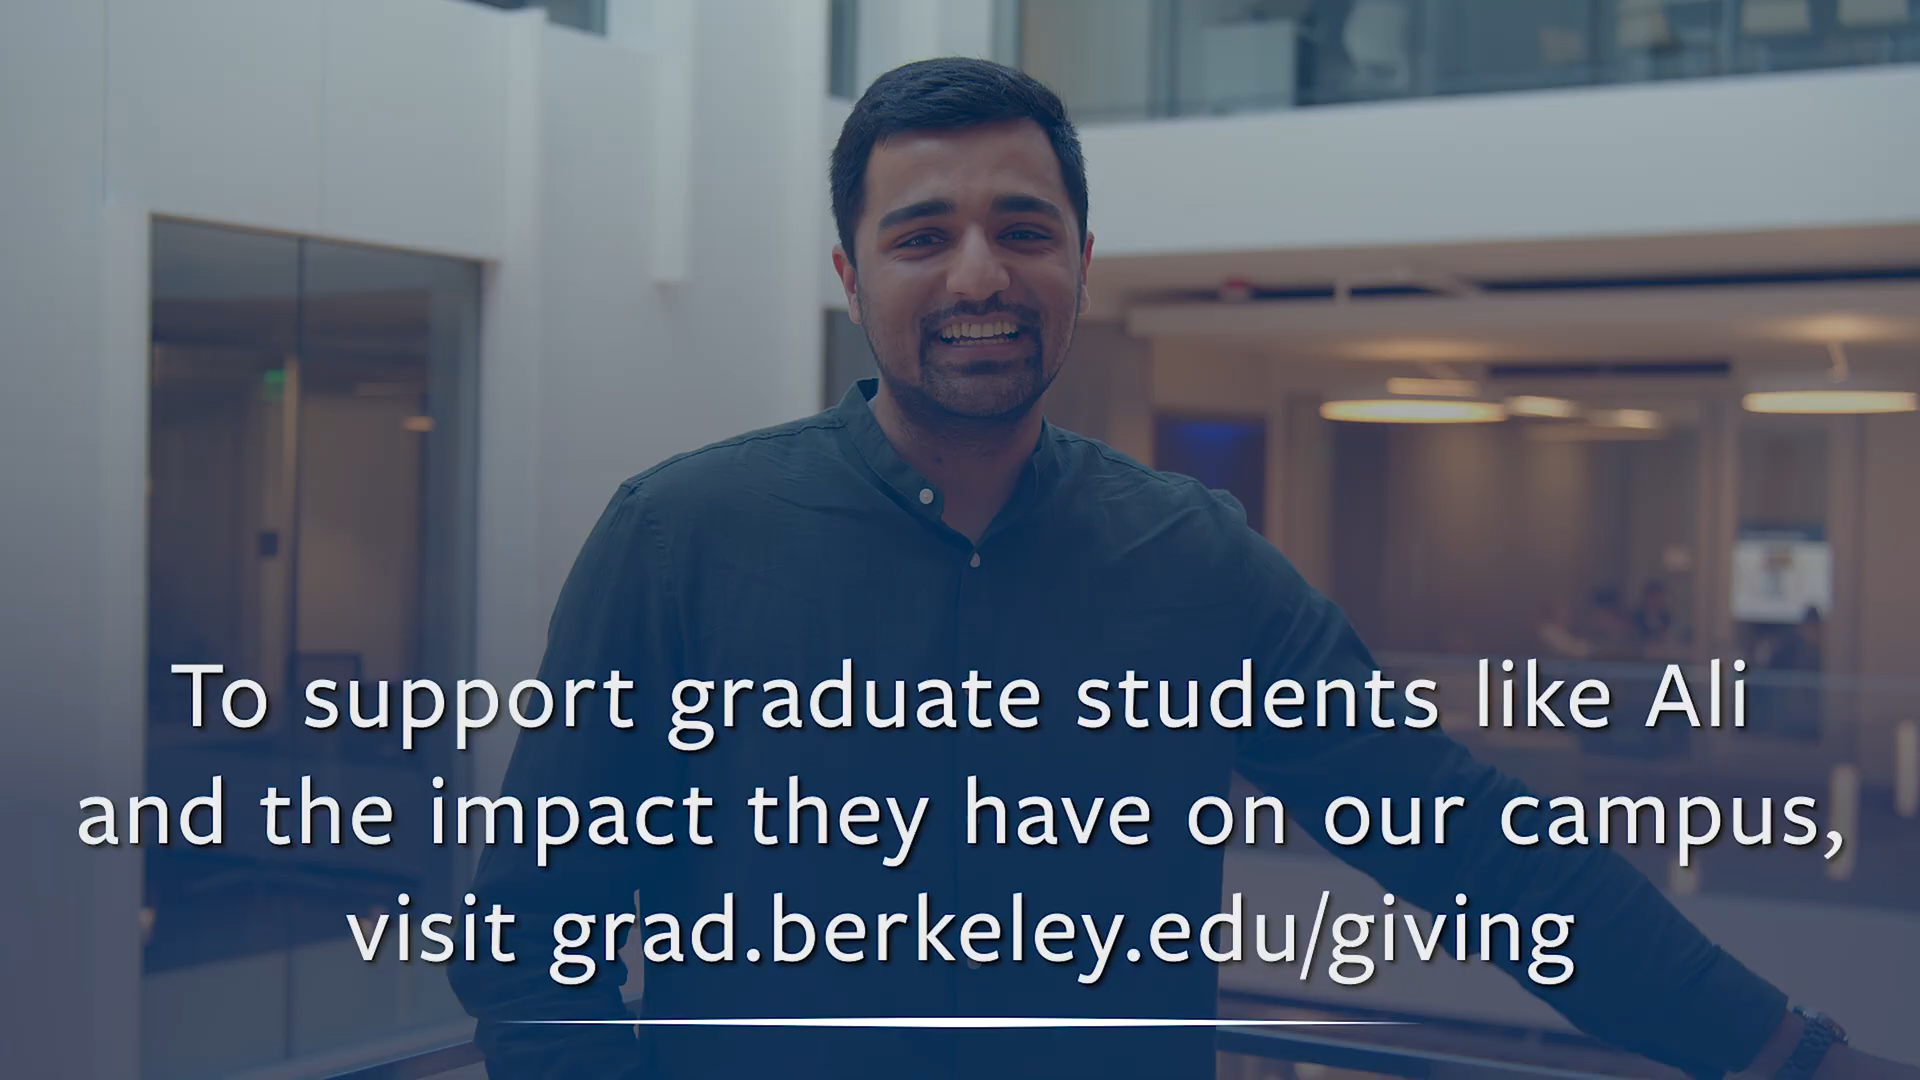 To support graduate students like Ali
and the impact they have on our campus,
visit grad.berkeley.edu/giving